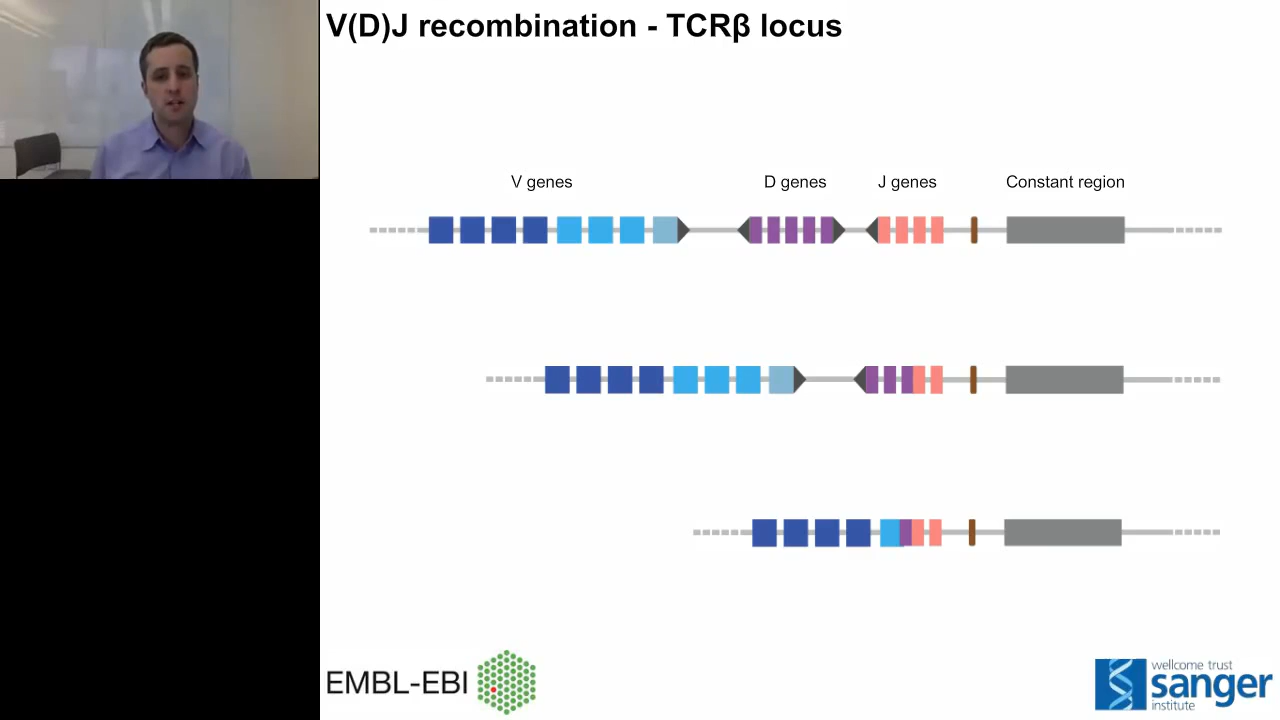 V(D)J recombination - TCRβ locus
V genes
D genes
J genes
Constant region
EMBL-EBI
wellcome trust
sanger
institute